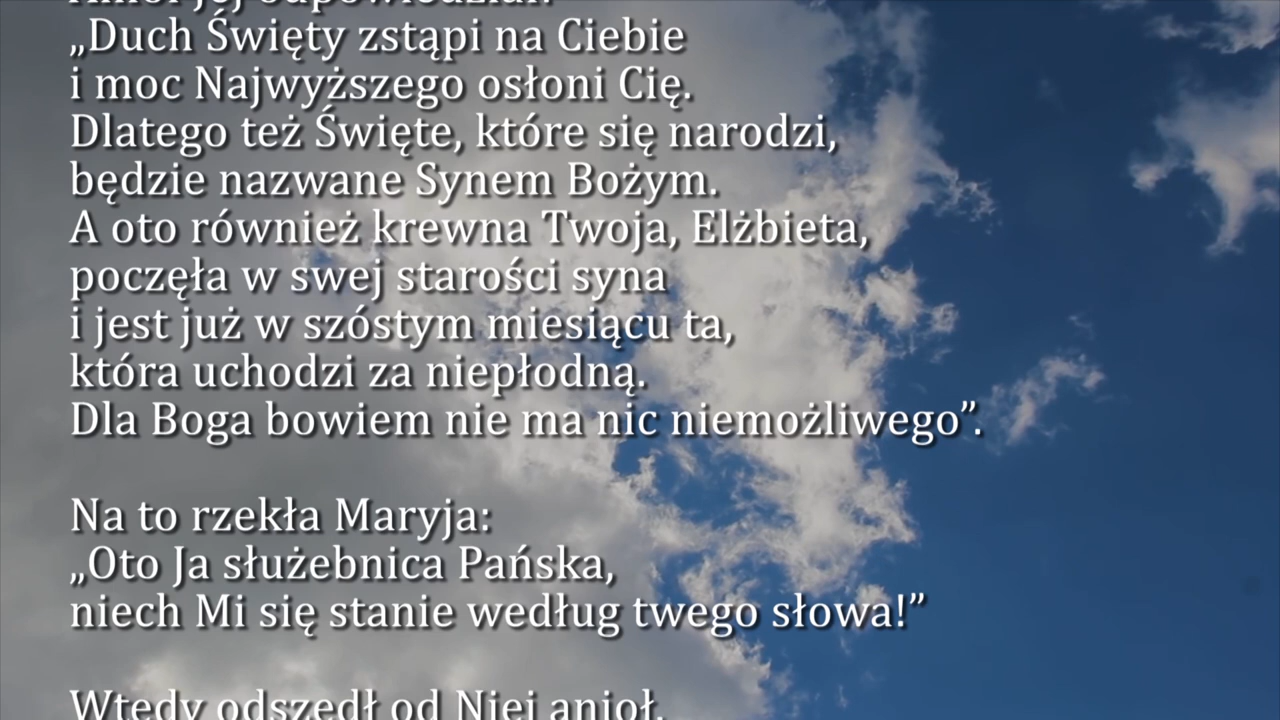 Anioł Jej odpowiedział:
„Duch Święty zstąpi na Ciebie
i moc Najwyższego osłoni Cię.
Dlatego też Święte, które się narodzi,
będzie nazwane Synem Bożym.
A oto również krewna Twoja, Elżbieta,
poczęła w swej starości syna
i jest już w szóstym miesiącu ta,
która uchodzi za niepłodną.
Dla Boga bowiem nie ma nic niemożliwego”.
Na to rzekła Maryja:
„Oto Ja służebnica Pańska,
niech Mi się stanie według twego słowa!”
Wtedy odszedł od Niej anioł.